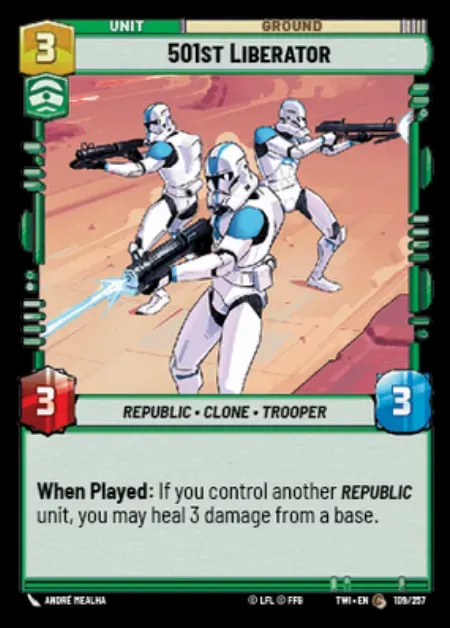 UNIT GROUND
3
501ST LIBERATOR
3
REPUBLIC • CLONE • TROOPER
3
When Played: If you control another REPUBLIC
unit, you may heal 3 damage from a base.
ANDRÉ MEALHA © LFL © FFG TWI • EN C 109/257